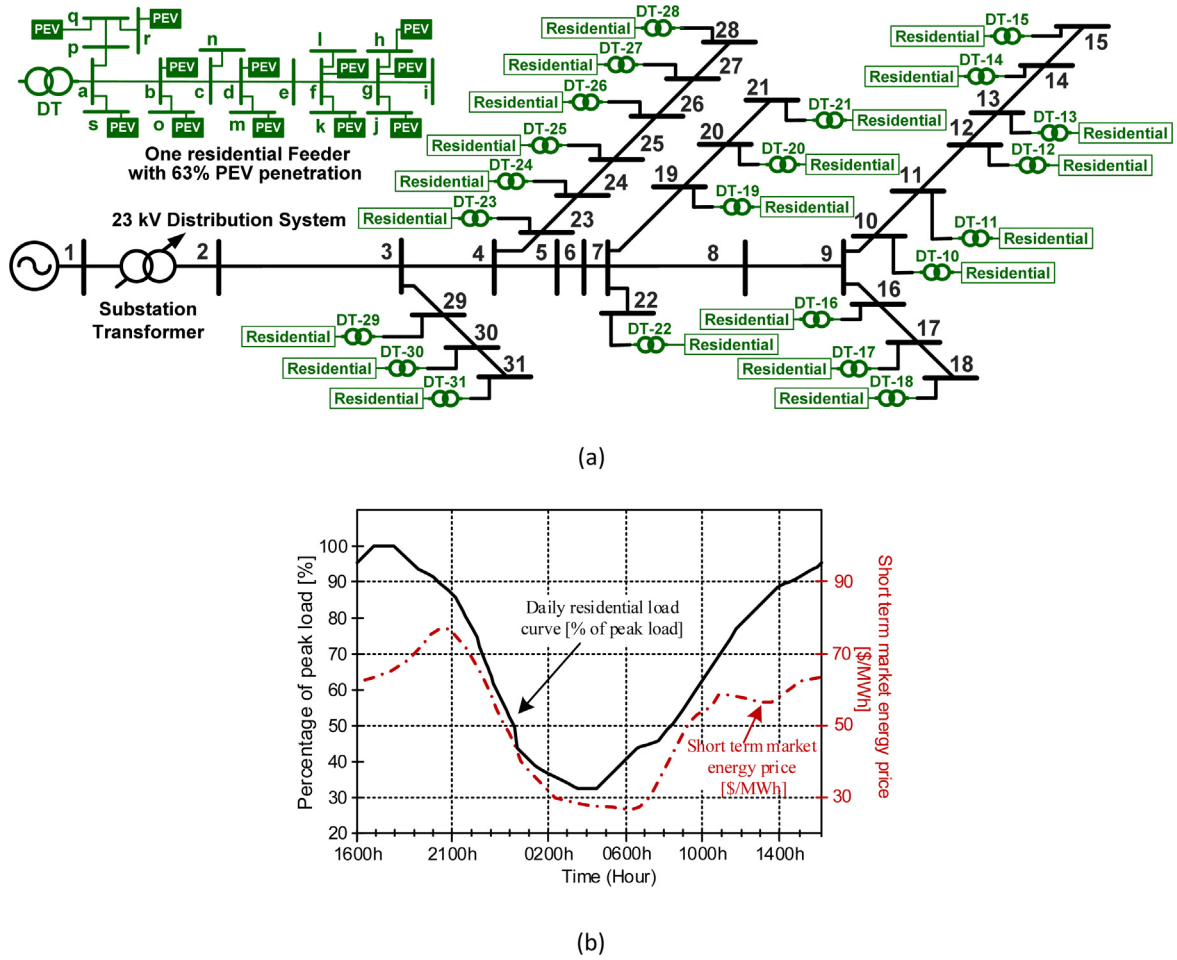 q
PEV
PEV
r
p
n
l
h
PEV
PEV
PEV
PEV
PEV
DT
a
b
c
d
e
f
g
i
s
PEV
o
PEV
m
PEV
k
PEV
j
PEV
One residential Feeder
with 63% PEV penetration
23 kV Distribution System
Substation
Transformer
1
2
3
4
5
6
7
8
9
Residential DT-28 28
Residential DT-27 27
Residential DT-26 26
Residential DT-25 25
Residential DT-24 24
Residential DT-23 23
21 DT-21 Residential
20 DT-20 Residential
19 DT-19 Residential
22 DT-22 Residential
Residential DT-15 15
Residential DT-14 14
13 DT-13 Residential
12 DT-12 Residential
11 DT-11 Residential
10 DT-10 Residential
Residential DT-16 16
Residential DT-17 17
Residential DT-18 18
Residential DT-29 29
Residential DT-30 30
Residential DT-31 31
(a)
Percentage of peak load [%]
100
90
80
70
60
50
40
30
20
1600h 2100h 0200h 0600h 1000h 1400h
Time (Hour)
Daily residential load
curve [% of peak load]
Short term market
energy price
[$/MWh]
90
70
50
30
Short term market energy price
[$/MWh]
(b)